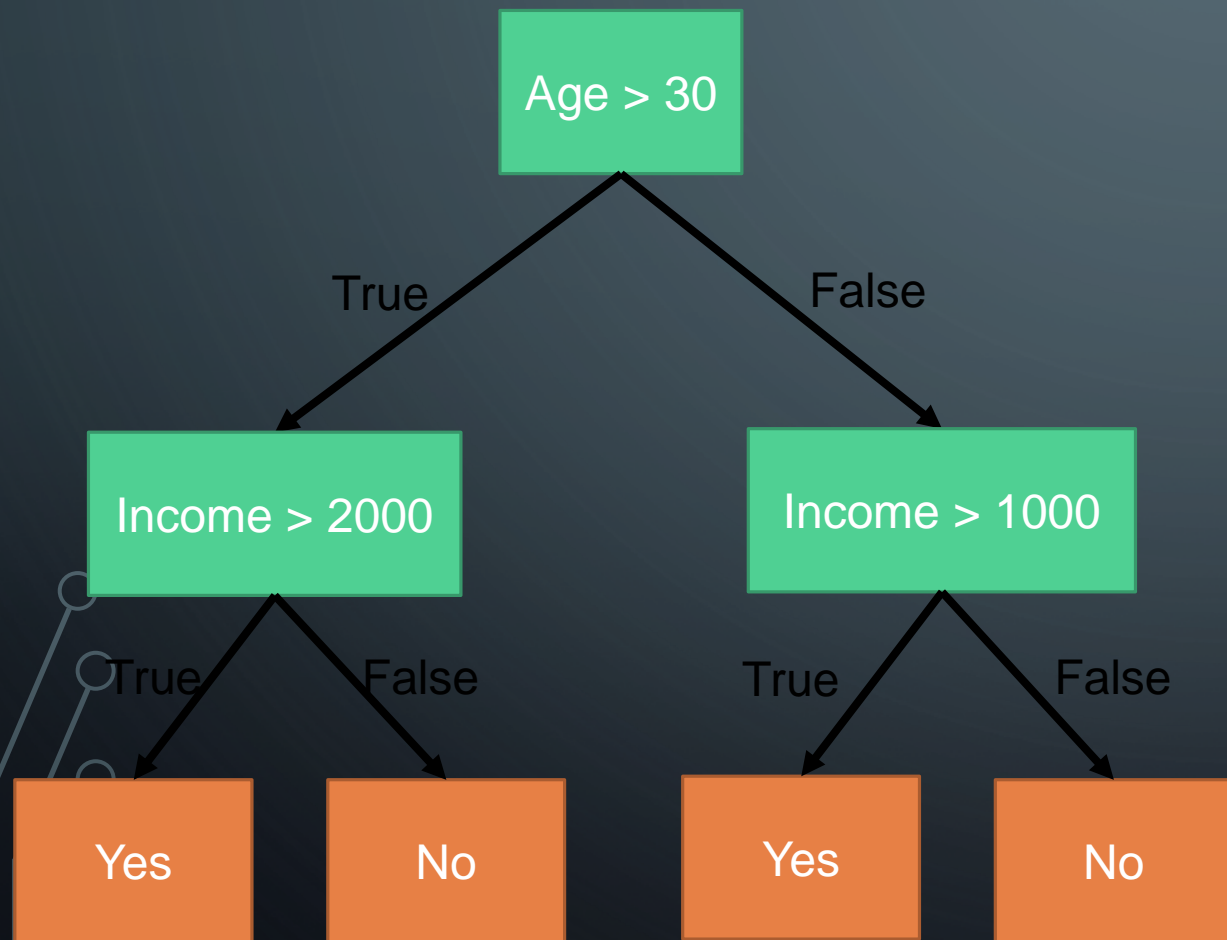 Age > 30
True
False
Income > 2000
Income > 1000
True
False
True
False
Yes
No
Yes
No